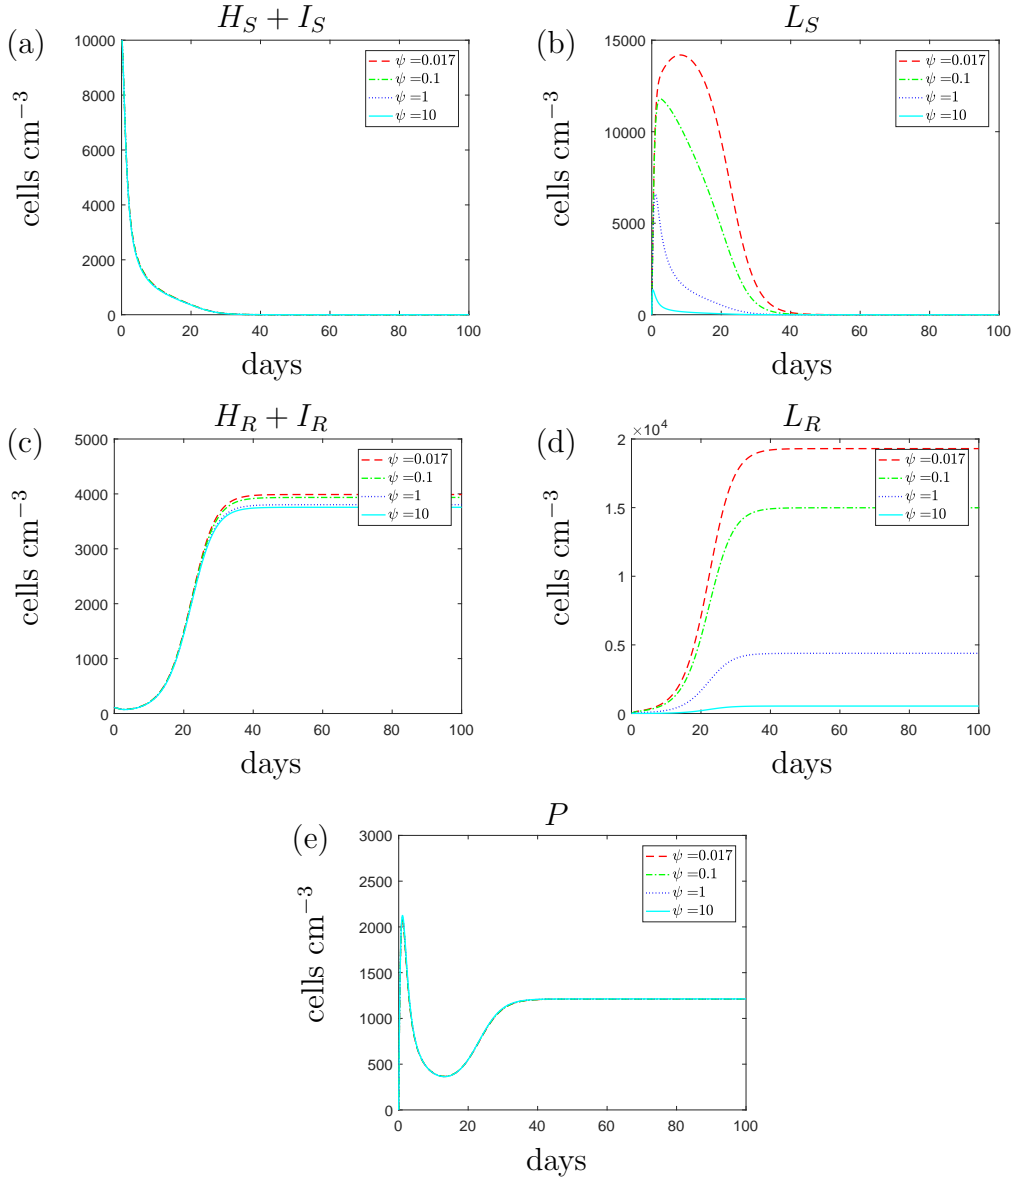 (a)
H_S + I_S
cells cm⁻³
10000
8000
6000
4000
2000
0
ψ =0.017
ψ =0.1
ψ =1
ψ =10
0 20 40 60 80 100
days
(b)
L_S
cells cm⁻³
15000
10000
5000
0
ψ =0.017
ψ =0.1
ψ =1
ψ =10
0 20 40 60 80 100
days
(c)
H_R + I_R
cells cm⁻³
5000
4000
3000
2000
1000
0
ψ =0.017
ψ =0.1
ψ =1
ψ =10
0 20 40 60 80 100
days
(d)
L_R
×10⁴
cells cm⁻³
2
1.5
1
0.5
0
ψ =0.017
ψ =0.1
ψ =1
ψ =10
0 20 40 60 80 100
days
(e)
P
cells cm⁻³
3000
2500
2000
1500
1000
500
0
ψ =0.017
ψ =0.1
ψ =1
ψ =10
0 20 40 60 80 100
days